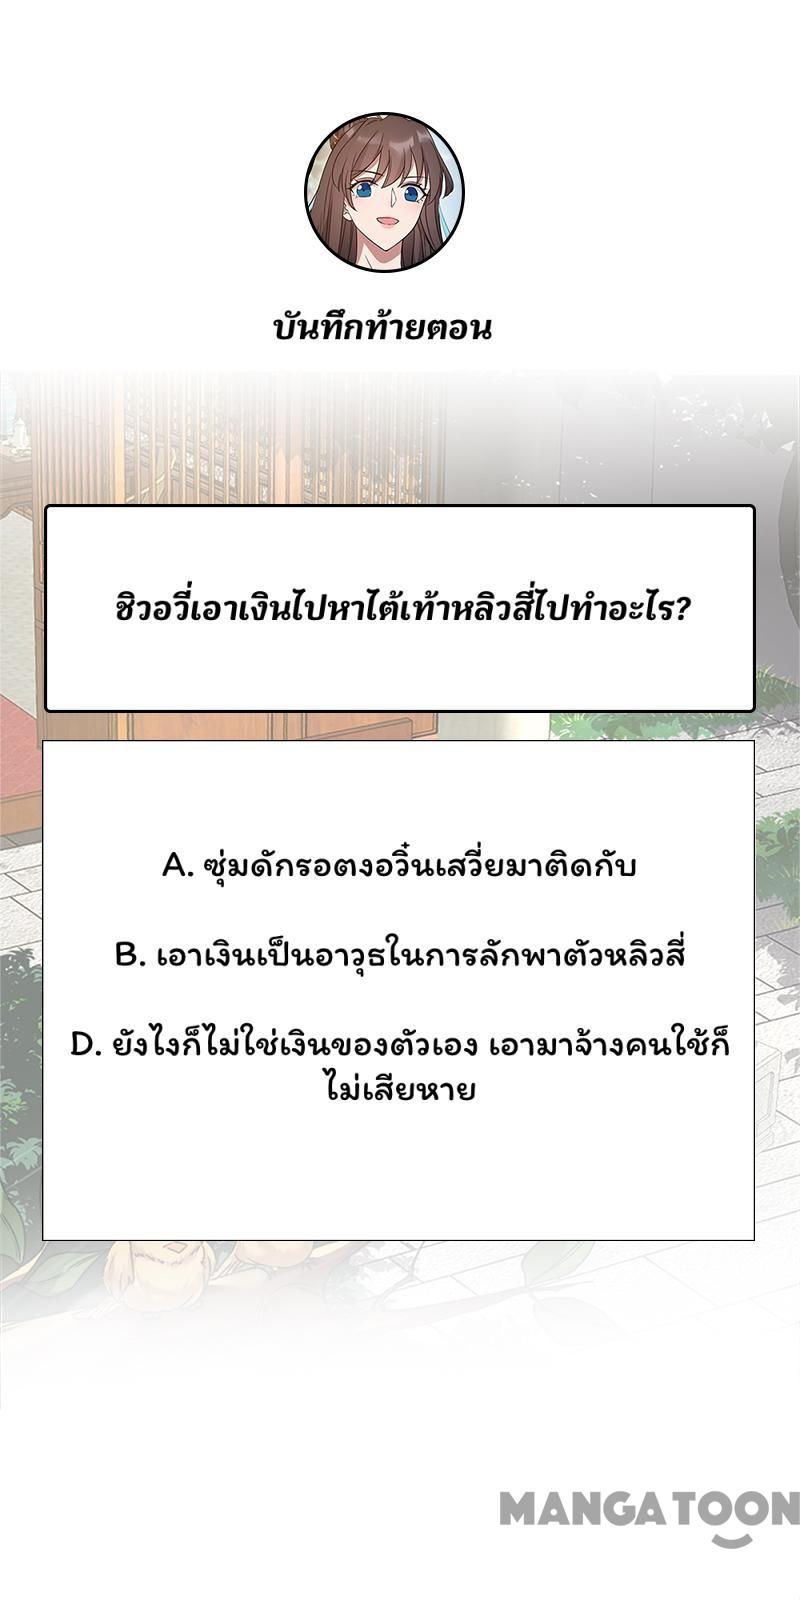 บันทึกท้ายตอน
ชิวอวี่เอาเงินไปหาไต้เท้าหลิวสี่ไปทำอะไร?
A. ซุ่มดักรอตงอวิ๋นเสวี่ยมาติดกับ
B. เอาเงินเป็นอาวุธในการลักพาตัวหลิวสี่
D. ยังไงก็ไม่ใช่เงินของตัวเอง เอามาจ้างคนใช้ก็
ไม่เสียหาย
MANGATOON